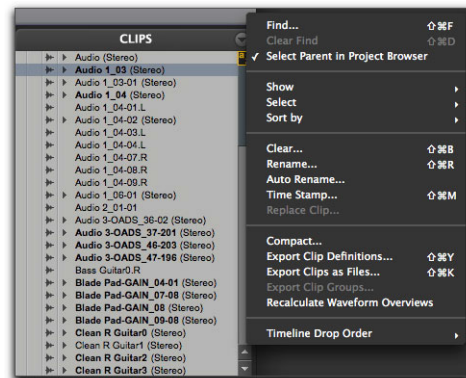 CLIPS
Audio (Stereo)
Audio 1_03 (Stereo)
Audio 1_03-01 (Stereo)
Audio 1_04 (Stereo)
Audio 1_04-01.L
Audio 1_04-02 (Stereo)
Audio 1_04-03.L
Audio 1_04-04.L
Audio 1_04-07.R
Audio 1_04-08.R
Audio 1_04-09.R
Audio 1_06-01 (Stereo)
Audio 2_01-01
Audio 3-OADS_36-02 (Stereo)
Audio 3-OADS_37-201 (Stereo)
Audio 3-OADS_46-203 (Stereo)
Audio 3-OADS_47-196 (Stereo)
Bass Guitar0.R
Blade Pad-GAIN_04-01 (Stereo)
Blade Pad-GAIN_07-08 (Stereo)
Blade Pad-GAIN_08 (Stereo)
Blade Pad-GAIN_09-08 (Stereo)
Clean R Guitar0 (Stereo)
Clean R Guitar1 (Stereo)
Clean R Guitar2 (Stereo)
Clean R Guitar3 (Stereo)
Find... ⇧⌘F
Clear Find ⇧⌘D
✓ Select Parent in Project Browser
Show
Select
Sort by
Clear... ⇧⌘B
Rename... ⇧⌘R
Auto Rename...
Time Stamp... ⇧⌘M
Replace Clip...
Compact...
Export Clip Definitions... ⇧⌘Y
Export Clips as Files... ⇧⌘K
Export Clip Groups...
Recalculate Waveform Overviews
Timeline Drop Order